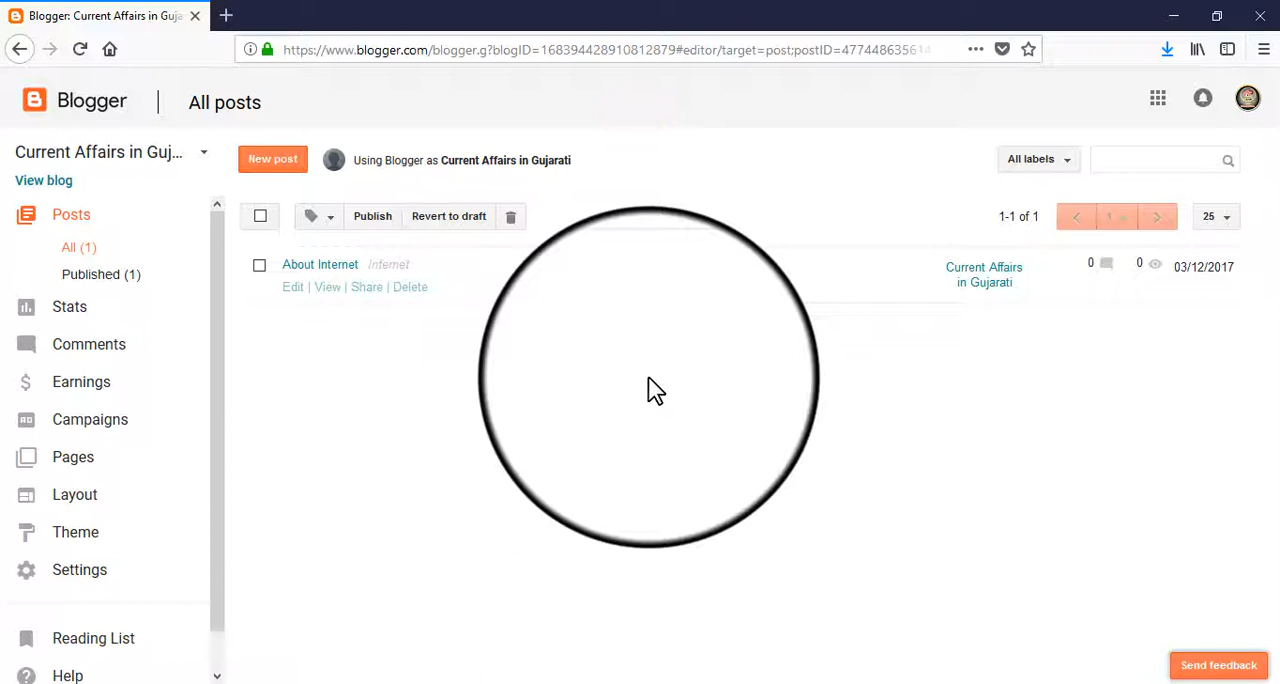 Blogger: Current Affairs in Guja
https://www.blogger.com/blogger.g?blogID=168394428910812879#editor/target=post;postID=47744863561
Blogger | All posts
Current Affairs in Guj...
View blog
New post
Using Blogger as Current Affairs in Gujarati
All labels
Posts
All (1)
Published (1)
Stats
Comments
Earnings
Campaigns
Pages
Layout
Theme
Settings
Reading List
Help
Publish
Revert to draft
1-1 of 1
1
25
About Internet Internet
Edit | View | Share | Delete
Current Affairs
in Gujarati
0
0
03/12/2017
Send feedback